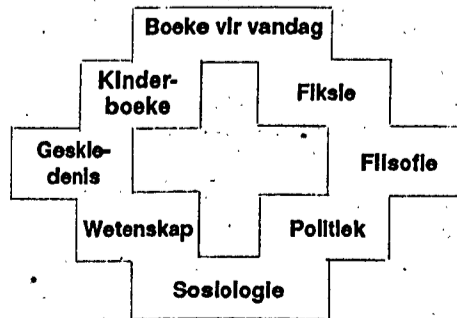 Boeke vir vandag
Kinder-
boeke
Fiksie
Geskie-
denis
Filsofie
Wetenskap
Politiek
Sosiologie